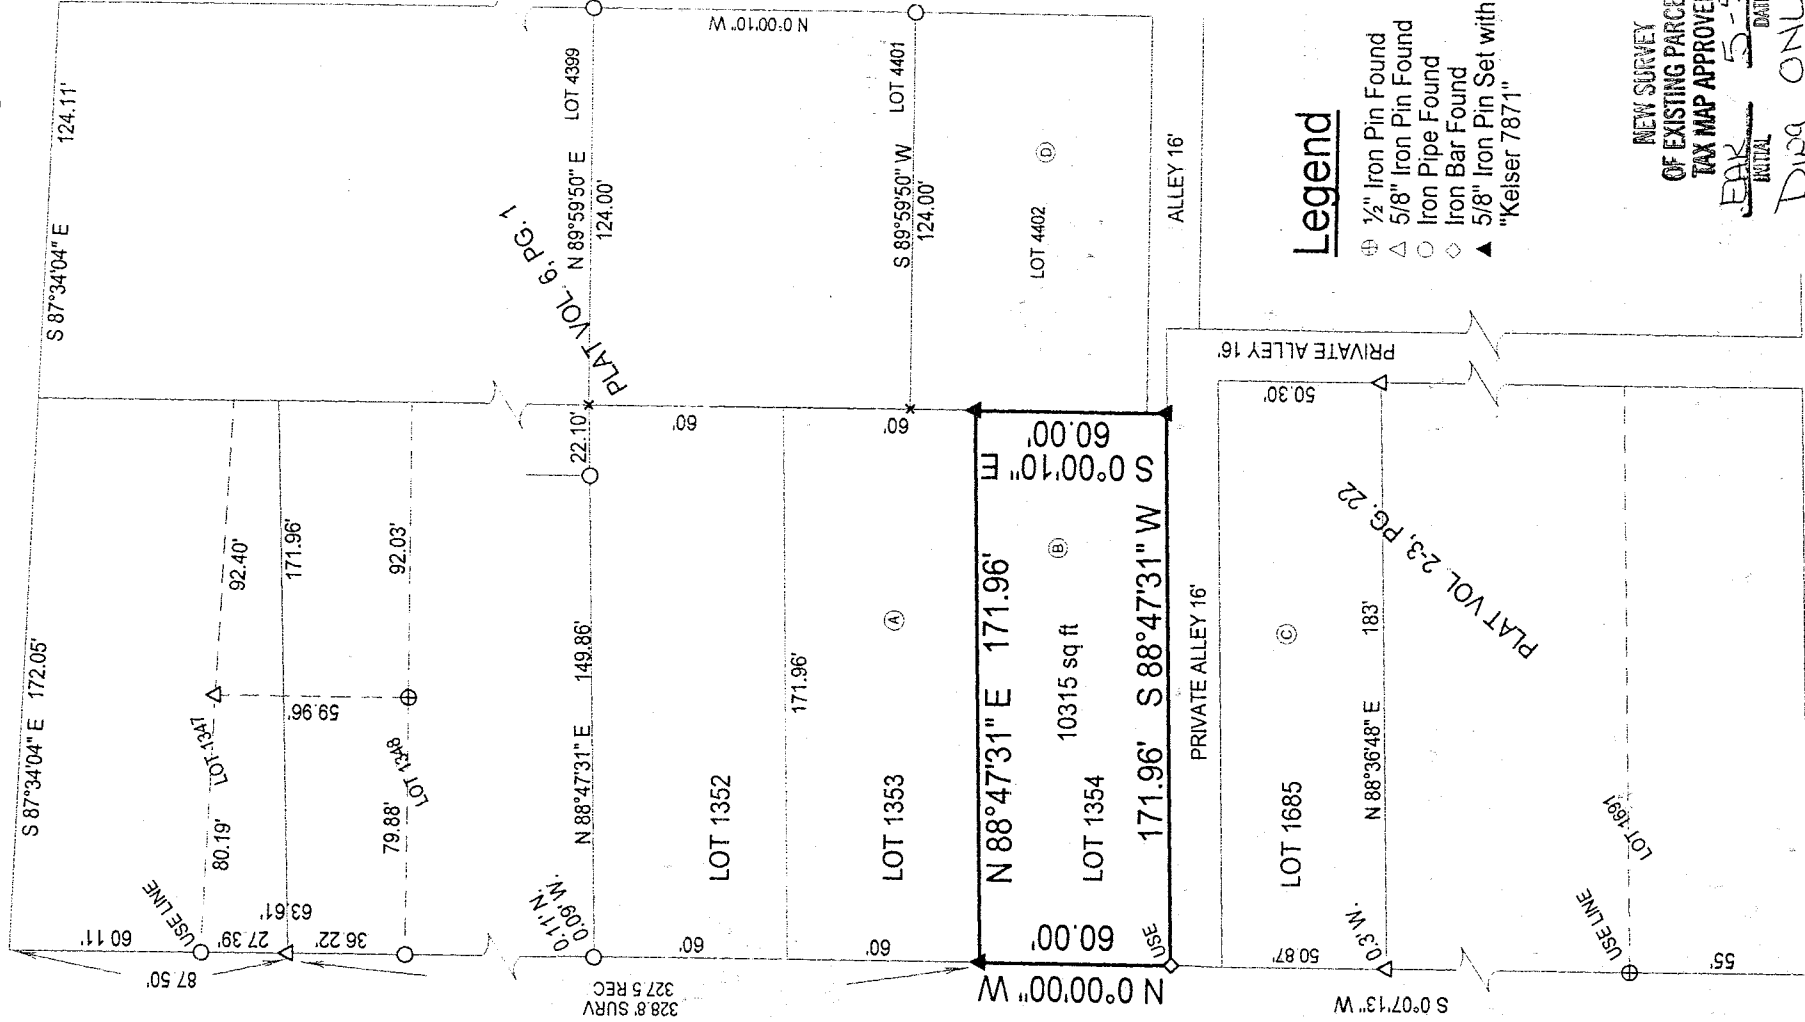 S 87°34'04" E 124.11'
S 87°34'04" E 172.05'
92.40'
171.96'
92.03'
59.96'
LOT 1347
LOT 1348
80.19'
79.88'
USE LINE
60.11'
27.39'
63.61'
36.22'
87.50'
N 0°00'10" W
LOT 4399
N 89°59'50" E
124.00'
PLAT VOL. 6, PG. 1
22.10'
N 88°47'31" E 149.86'
0.11' N.
0.09' W.
60'
60'
LOT 1352
171.96'
LOT 4401
S 89°59'50" W
124.00'
60'
60'
LOT 1353
A
328.8' SURV
327.5 REC
LOT 4402
D
N 88°47'31" E 171.96'
S 0°00'10" E
60.00'
B
10315 sq ft
LOT 1354
60.00'
N 0°00'00" W
171.96' S 88°47'31" W
USE
ALLEY 16'
PRIVATE ALLEY 16'
PRIVATE ALLEY 16'
50.30'
C
LOT 1685
50.87'
N 88°36'48" E 183'
0.3' W.
PLAT VOL 2-3, PG. 22
S 0°07'13" W
LOT 1691
USE LINE
55'
Legend
½" Iron Pin Found
5/8" Iron Pin Found
Iron Pipe Found
Iron Bar Found
5/8" Iron Pin Set with
"Kelser 7871"
NEW SURVEY
OF EXISTING PARCE
TAX MAP APPROVE
EAK 5-
INITIAL DAT
ONL